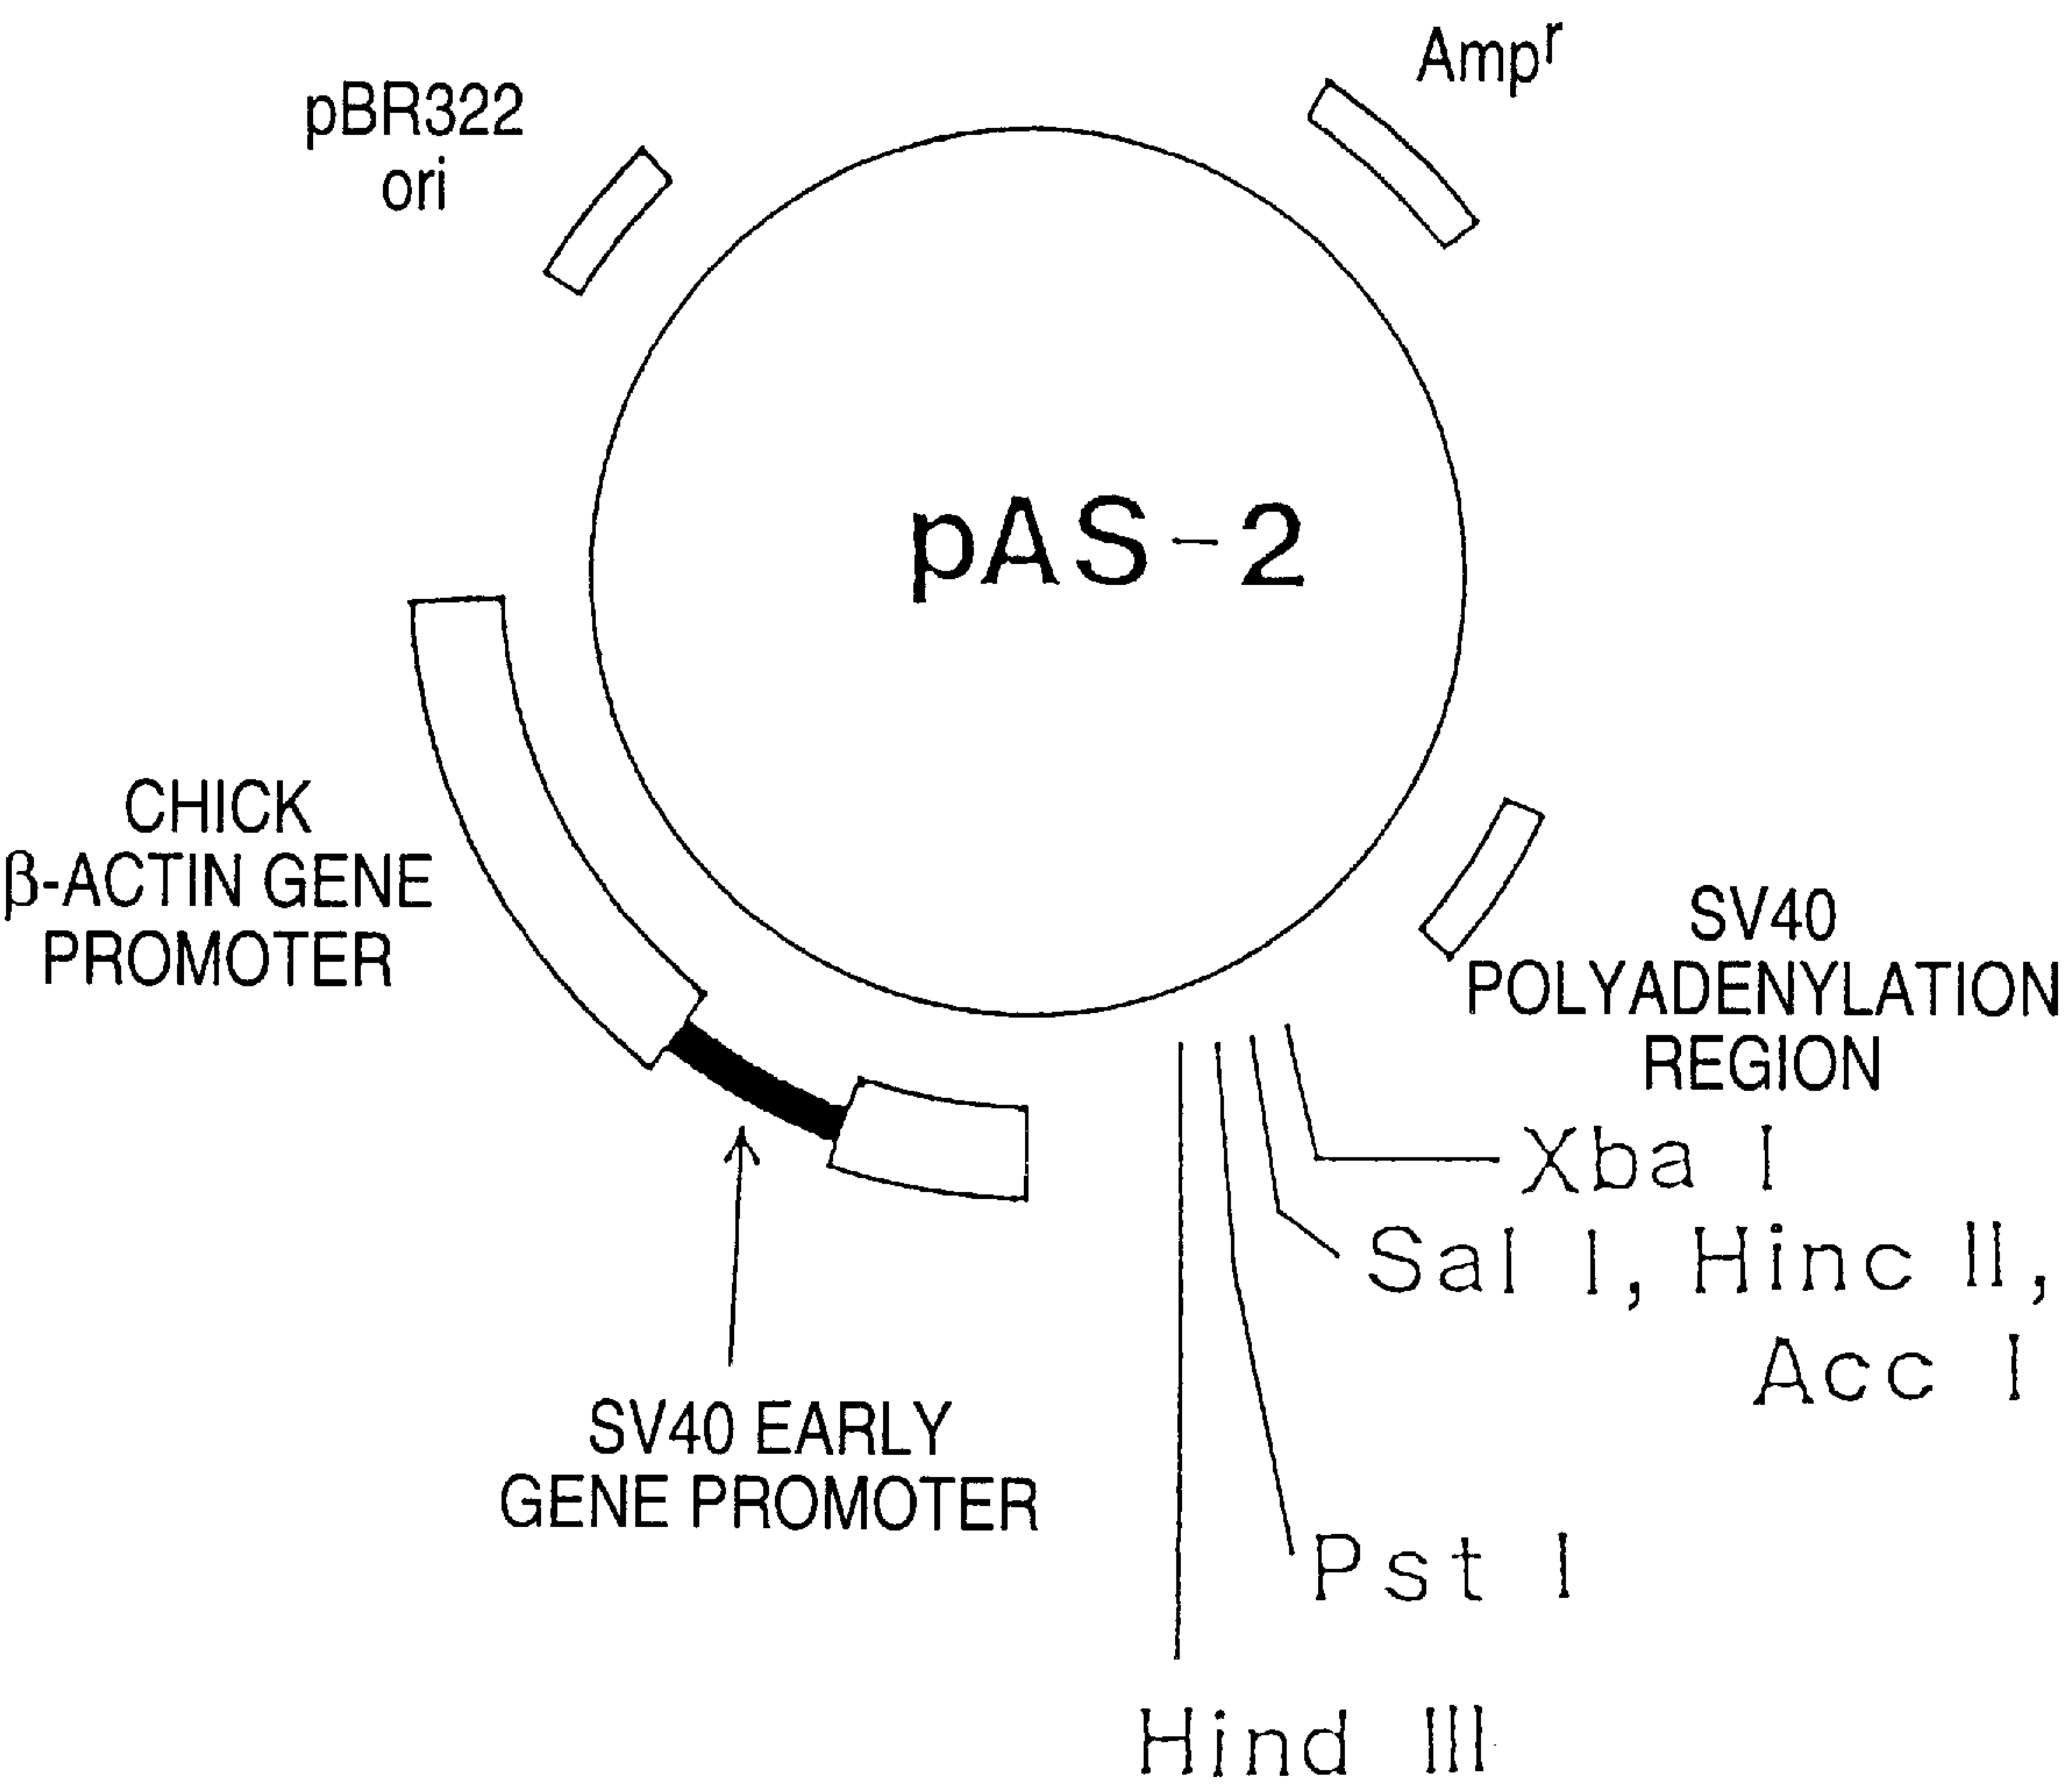 Ampʳ
pBR322
ori
pAS-2
CHICK
β-ACTIN GENE
PROMOTER
SV40
POLYADENYLATION
REGION
Xba I
Sal I, Hinc II,
Acc I
SV40 EARLY
GENE PROMOTER
Pst I
Hind III